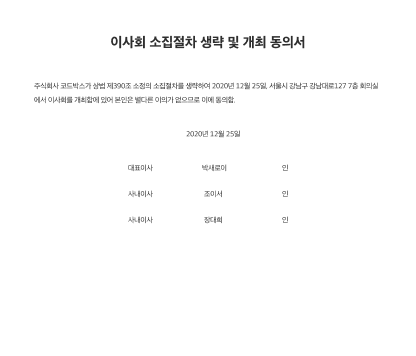 이사회 소집절차 생략 및 개최 동의서
주식회사 코드박스가 상법 제390조 소정의 소집절차를 생략하여 2020년 12월 25일, 서울시 강남구 강남대로127 7층 회의실
에서 이사회를 개최함에 있어 본인은 별다른 이의가 없으므로 이에 동의함.
2020년 12월 25일
대표이사 박새로이 인
사내이사 조이서 인
사내이사 장대희 인